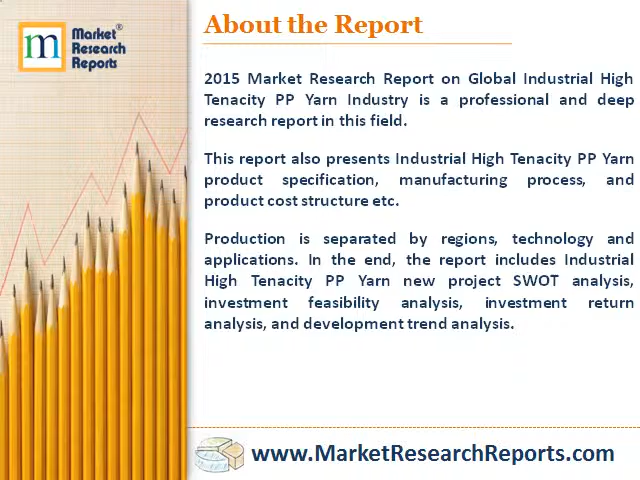 m
Market®
Research
Reports
About the Report
2015 Market Research Report on Global Industrial High
Tenacity PP Yarn Industry is a professional and deep
research report in this field.
This report also presents Industrial High Tenacity PP Yarn
product specification, manufacturing process, and
product cost structure etc.
Production is separated by regions, technology and
applications. In the end, the report includes Industrial
High Tenacity PP Yarn new project SWOT analysis,
investment feasibility analysis, investment return
analysis, and development trend analysis.
www.MarketResearchReports.com